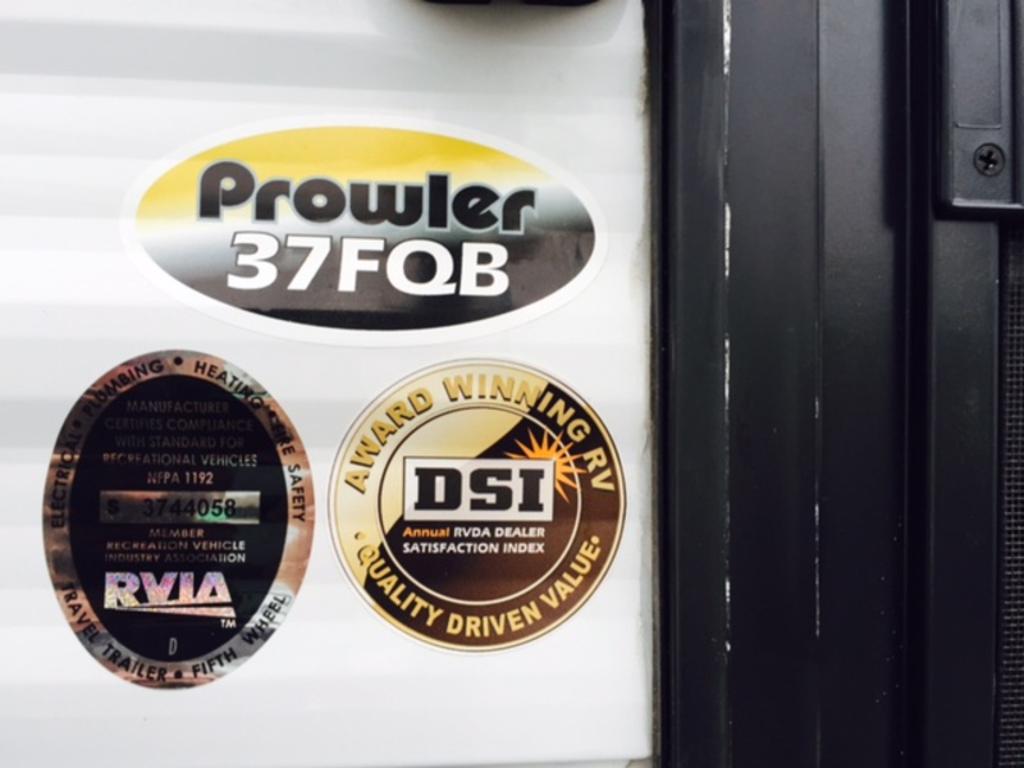 Prowler
37FQB
ELECTRICAL • PLUMBING • HEATING • FIRE SAFETY
MANUFACTURER
CERTIFIES COMPLIANCE
WITH STANDARD FOR
RECREATIONAL VEHICLES
NFPA 1192
S 3744058
MEMBER
RECREATION VEHICLE
INDUSTRY ASSOCIATION
RVIA
TM
D
TRAVEL TRAILER • FIFTH WHEEL
AWARD WINNING RV
DSI
Annual RVDA DEALER
SATISFACTION INDEX
• QUALITY DRIVEN VALUE •